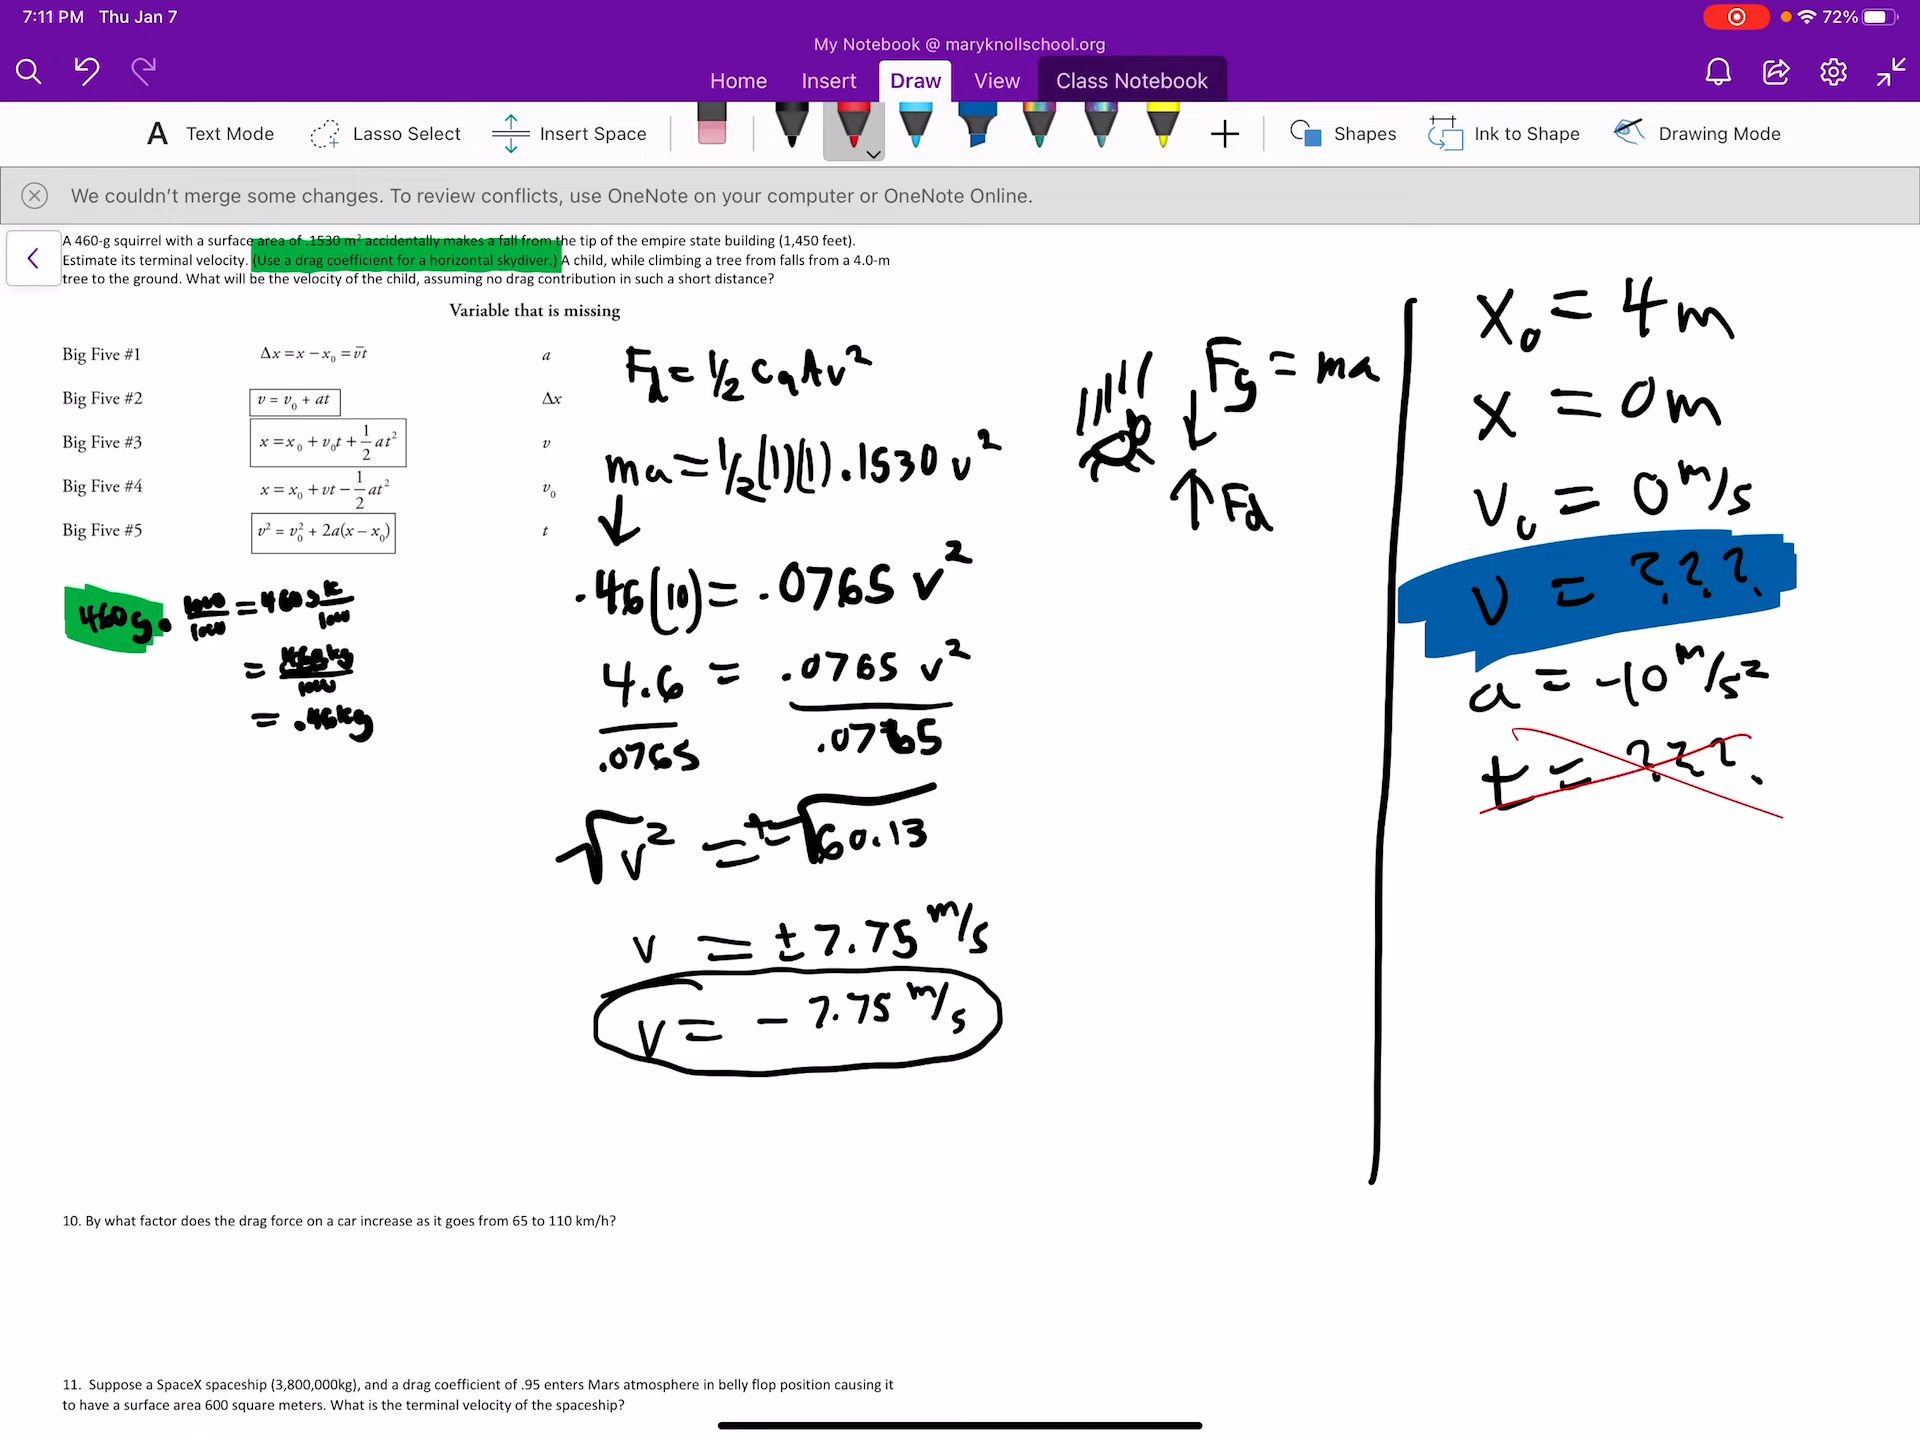 7:11 PM Thu Jan 7
72%
My Notebook @ maryknollschool.org
Home Insert Draw View Class Notebook
A Text Mode Lasso Select Insert Space Shapes Ink to Shape Drawing Mode
We couldn't merge some changes. To review conflicts, use OneNote on your computer or OneNote Online.
A 460-g squirrel with a surface area of .1530 m² accidentally makes a fall from the tip of the empire state building (1,450 feet).
Estimate its terminal velocity. (Use a drag coefficient for a horizontal skydiver.) A child, while climbing a tree from falls from a 4.0-m
tree to the ground. What will be the velocity of the child, assuming no drag contribution in such a short distance?
Variable that is missing
Big Five #1 Δx = x − x₀ = v̄t a
Big Five #2 v = v₀ + at Δx
Big Five #3 x = x₀ + v₀t + 1/2 at² v
Big Five #4 x = x₀ + vt − 1/2 at² v₀
Big Five #5 v² = v₀² + 2a(x − x₀) t
460g · 1000/1000 = 460g k/1000
= 460kg/1000
= .46kg
Fd = 1/2 CqAv²
ma = 1/2(1)(1).1530 v²
↓
.46(10) = .0765 v²
4.6 = .0765 v²
.0765 .0765
√v² = ±√60.13
v = ±7.75 m/s
v = −7.75 m/s
↓ Fg = ma
↑ Fd
x₀ = 4m
x = 0m
v₀ = 0 m/s
v = ???
a = −10 m/s²
t = ???
10. By what factor does the drag force on a car increase as it goes from 65 to 110 km/h?
11. Suppose a SpaceX spaceship (3,800,000kg), and a drag coefficient of .95 enters Mars atmosphere in belly flop position causing it
to have a surface area 600 square meters. What is the terminal velocity of the spaceship?